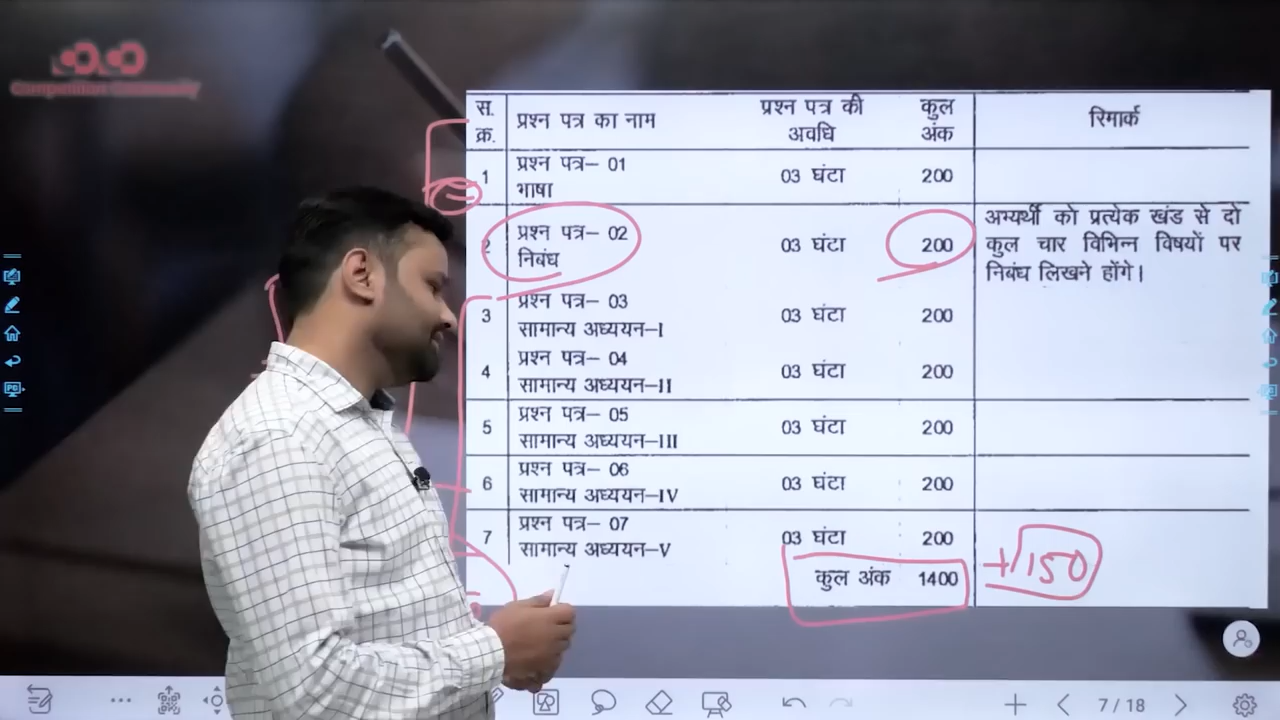 Competition Community
स. क्र.
प्रश्न पत्र का नाम
प्रश्न पत्र की अवधि
कुल अंक
रिमार्क
1
प्रश्न पत्र– 01
भाषा
03 घंटा
200
2
प्रश्न पत्र– 02
निबंध
03 घंटा
200
अभ्यर्थी को प्रत्येक खंड से दो
कुल चार विभिन्न विषयों पर
निबंध लिखने होंगे।
3
प्रश्न पत्र– 03
सामान्य अध्ययन–I
03 घंटा
200
4
प्रश्न पत्र– 04
सामान्य अध्ययन–II
03 घंटा
200
5
प्रश्न पत्र– 05
सामान्य अध्ययन–III
03 घंटा
200
6
प्रश्न पत्र– 06
सामान्य अध्ययन–IV
03 घंटा
200
7
प्रश्न पत्र– 07
सामान्य अध्ययन–V
03 घंटा
200
कुल अंक 1400
+150
7 / 18